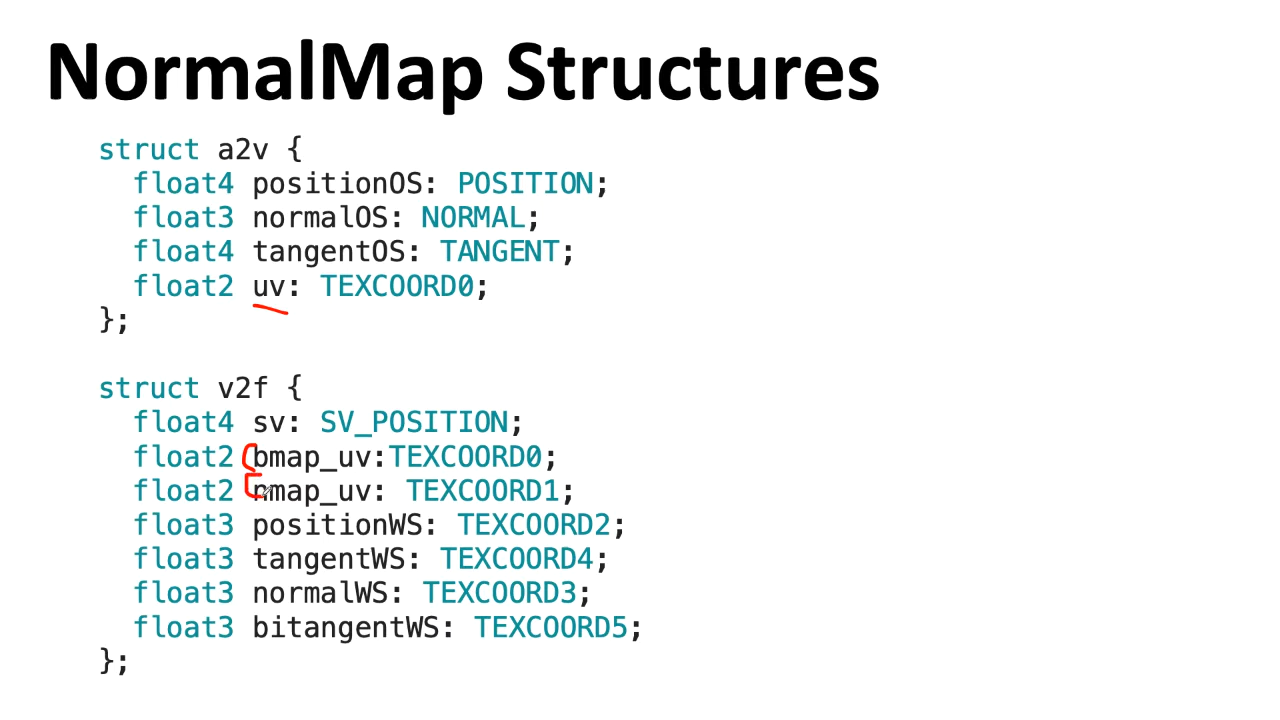 NormalMap Structures
struct a2v {
float4 positionOS: POSITION;
float3 normalOS: NORMAL;
float4 tangentOS: TANGENT;
float2 uv: TEXCOORD0;
};
struct v2f {
float4 sv: SV_POSITION;
float2 bmap_uv:TEXCOORD0;
float2 nmap_uv: TEXCOORD1;
float3 positionWS: TEXCOORD2;
float3 tangentWS: TEXCOORD4;
float3 normalWS: TEXCOORD3;
float3 bitangentWS: TEXCOORD5;
};